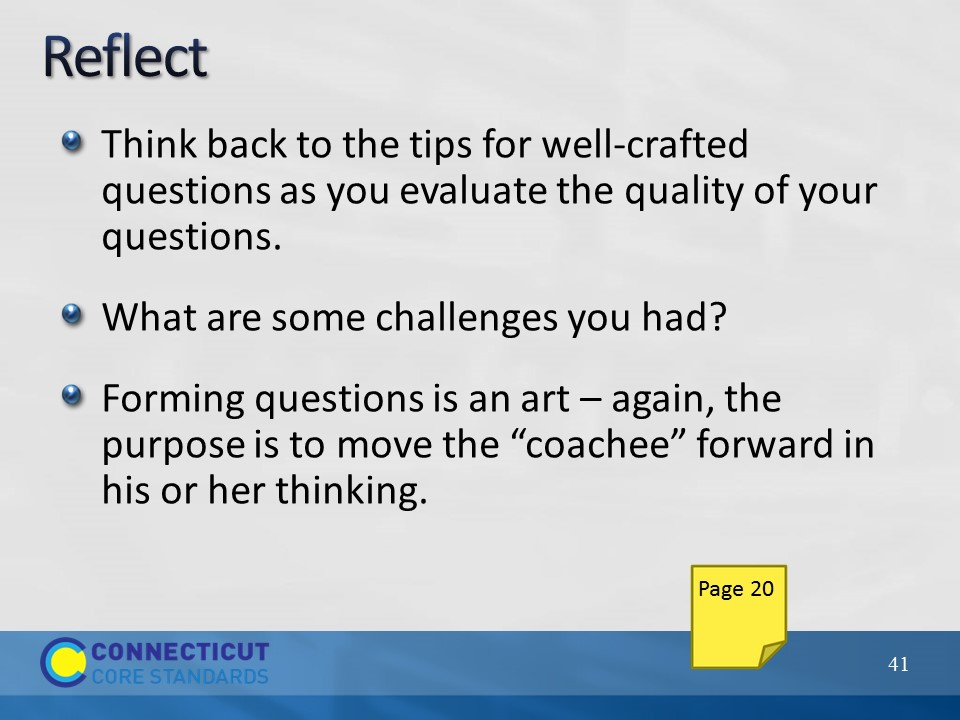 Reflect
Think back to the tips for well-crafted
questions as you evaluate the quality of your
questions.
What are some challenges you had?
Forming questions is an art – again, the
purpose is to move the “coachee” forward in
his or her thinking.
Page 20
CONNECTICUT
CORE STANDARDS
41